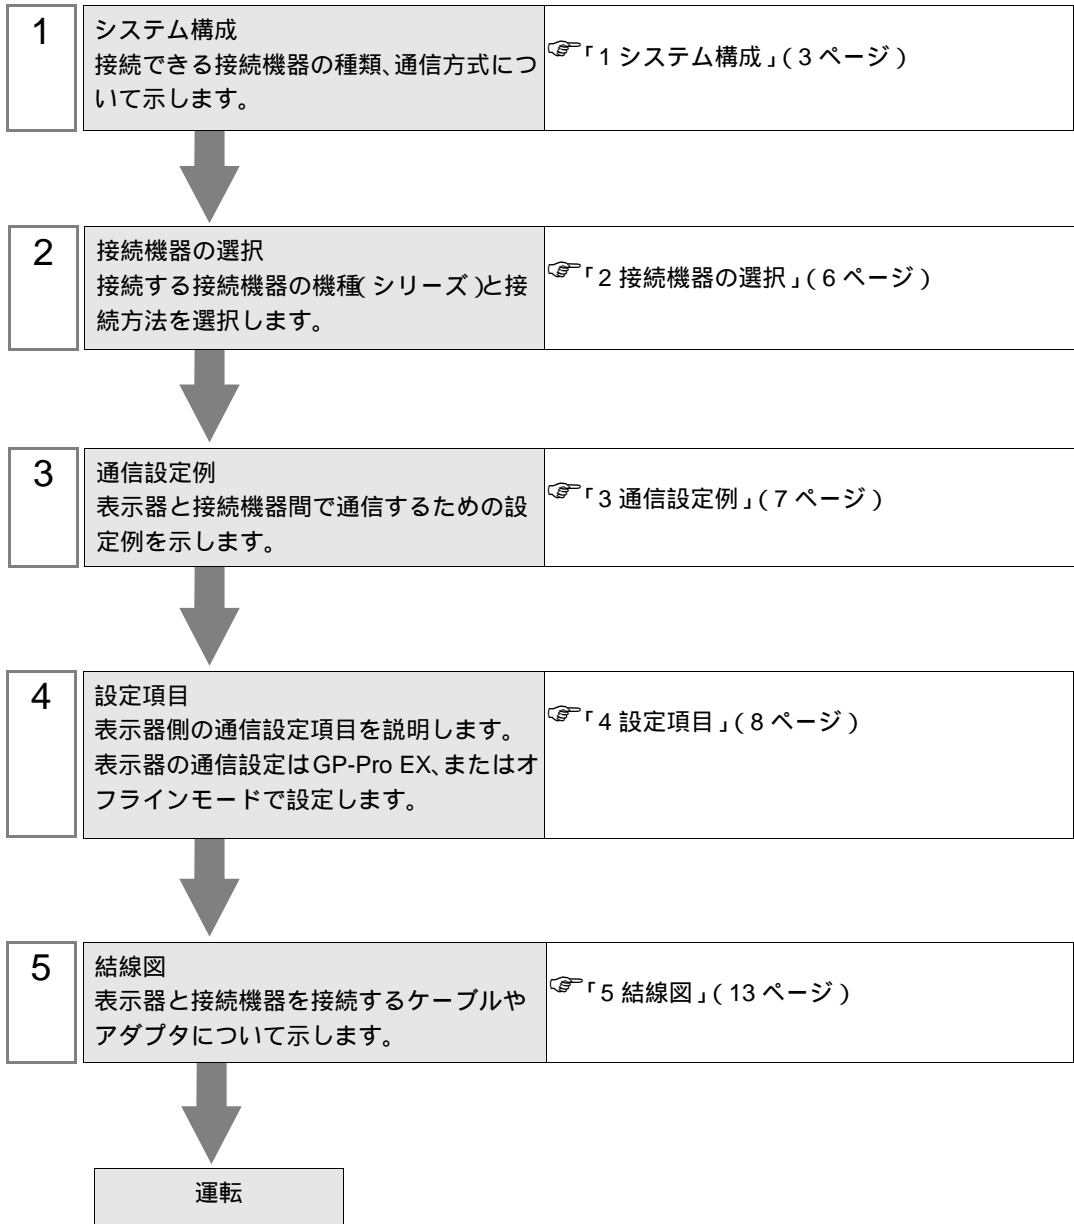 1
システム構成
接続できる接続機器の種類、通信方式につ
いて示します。
☞「1 システム構成」(3 ページ)
2
接続機器の選択
接続する接続機器の機種(シリーズ)と接
続方法を選択します。
☞「2 接続機器の選択」(6 ページ)
3
通信設定例
表示器と接続機器間で通信するための設
定例を示します。
☞「3 通信設定例」(7 ページ)
4
設定項目
表示器側の通信設定項目を説明します。
表示器の通信設定はGP-Pro EX、またはオ
フラインモードで設定します。
☞「4 設定項目」(8 ページ)
5
結線図
表示器と接続機器を接続するケーブルや
アダプタについて示します。
☞「5 結線図」(13 ページ)
運転